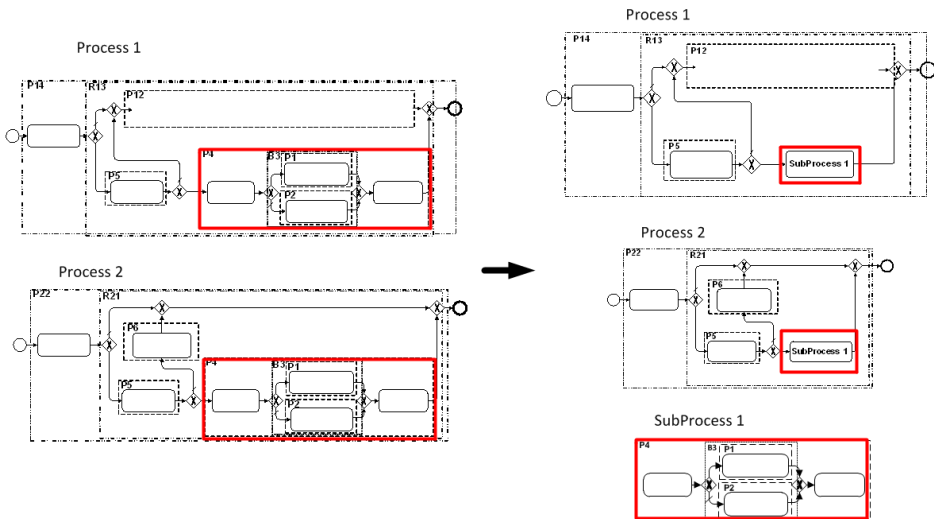 Process 1
P14
R13
P12
X
X
X
P5
X
P4
B3
P1
X
X
P2
Process 2
P22
R21
X
X
X
P6
P5
X
P4
B3
P1
X
X
P2
Process 1
P14
R13
P12
X
X
X
P5
X
SubProcess 1
Process 2
P22
R21
X
X
X
P6
P5
X
SubProcess 1
SubProcess 1
P4
B3
P1
X
X
P2